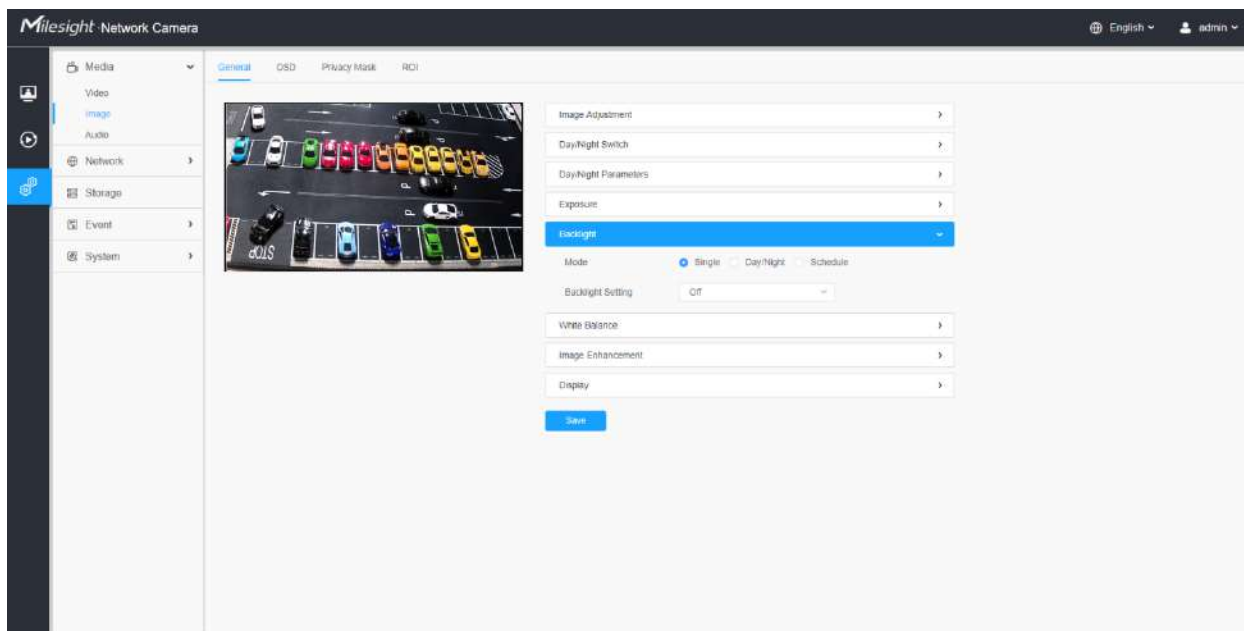 Milesight Network Camera
English
admin
Media
Video
Image
Audio
Network
Storage
Event
System
General OSD Privacy Mask ROI
STOP
P
P
P
Image Adjustment
Day/Night Switch
Day/Night Parameters
Exposure
Backlight
Mode Single Day/Night Schedule
Backlight Setting Off
White Balance
Image Enhancement
Display
Save